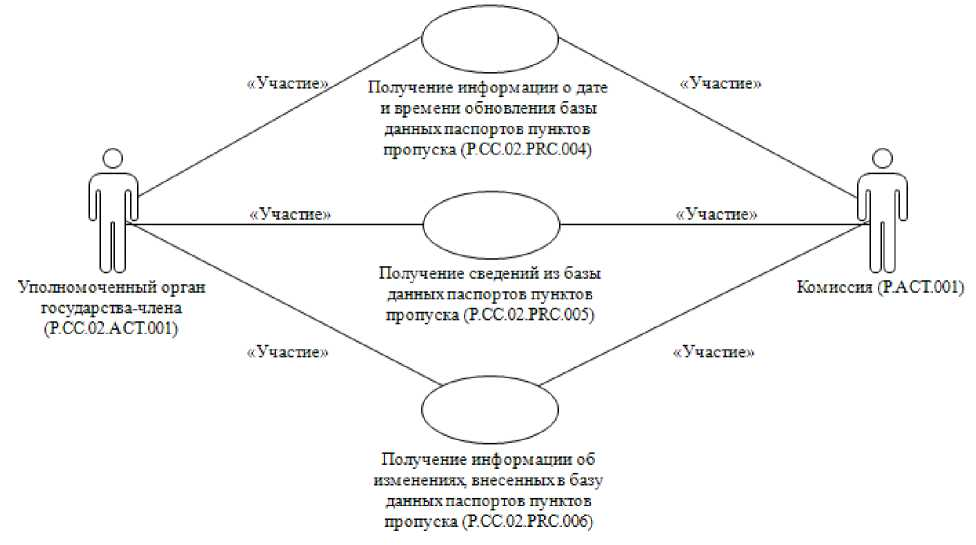 «Участие»
«Участие»
Получение информации о дате
и времени обновления базы
данных паспортов пунктов
пропуска (P.CC.02.PRC.004)
«Участие»
«Участие»
Получение сведений из базы
данных паспортов пунктов
пропуска (P.CC.02.PRC.005)
Уполномоченный орган
государства-члена
(P.CC.02.ACT.001)
Комиссия (P.ACT.001)
«Участие»
«Участие»
Получение информации об
изменениях, внесенных в базу
данных паспортов пунктов
пропуска (P.CC.02.PRC.006)